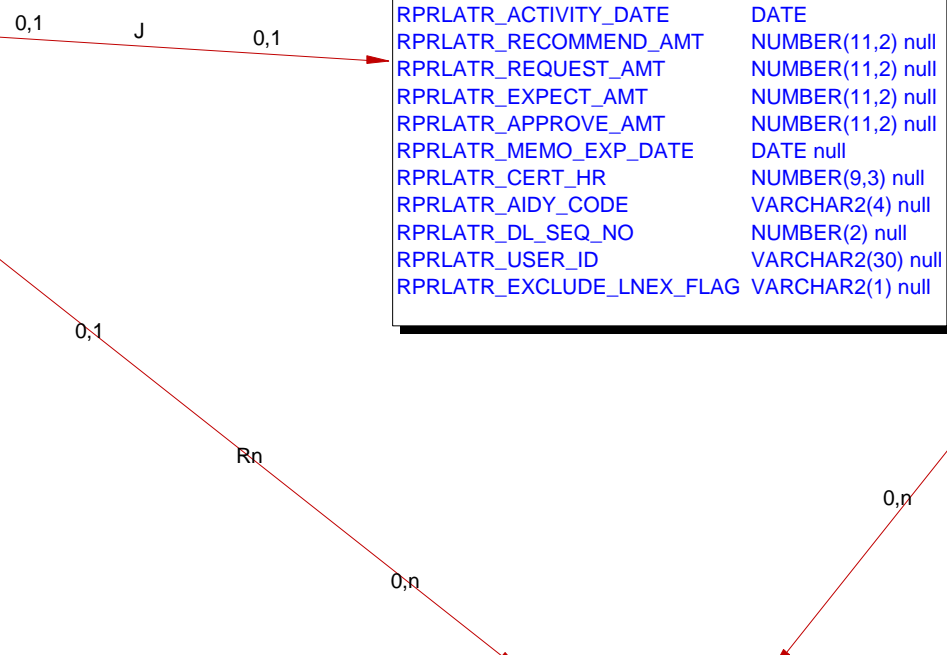 RPRLATR_ACTIVITY_DATE DATE
0,1 J 0,1
RPRLATR_RECOMMEND_AMT NUMBER(11,2) null
RPRLATR_REQUEST_AMT NUMBER(11,2) null
RPRLATR_EXPECT_AMT NUMBER(11,2) null
RPRLATR_APPROVE_AMT NUMBER(11,2) null
RPRLATR_MEMO_EXP_DATE DATE null
RPRLATR_CERT_HR NUMBER(9,3) null
RPRLATR_AIDY_CODE VARCHAR2(4) null
RPRLATR_DL_SEQ_NO NUMBER(2) null
RPRLATR_USER_ID VARCHAR2(30) null
RPRLATR_EXCLUDE_LNEX_FLAG VARCHAR2(1) null
0,1
Rn
0,n
0,n